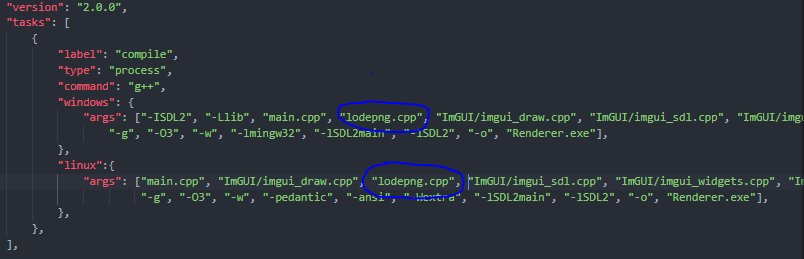 "version": "2.0.0",
"tasks": [
{
"label": "compile",
"type": "process",
"command": "g++",
"windows": {
"args": ["-ISDL2", "-Llib", "main.cpp", "lodepng.cpp", "ImGUI/imgui_draw.cpp", "ImGUI/imgui_sdl.cpp", "ImGUI/img
"-g", "-O3", "-w", "-lmingw32", "-lSDL2main", "-lSDL2", "-o", "Renderer.exe"],
},
"linux":{
"args": ["main.cpp", "ImGUI/imgui_draw.cpp", "lodepng.cpp", "ImGUI/imgui_sdl.cpp", "ImGUI/imgui_widgets.cpp", "Im
"-g", "-O3", "-w", "-pedantic", "-ansi", "-Wextra", "-lSDL2main", "-lSDL2", "-o", "Renderer.exe"],
},
},
],